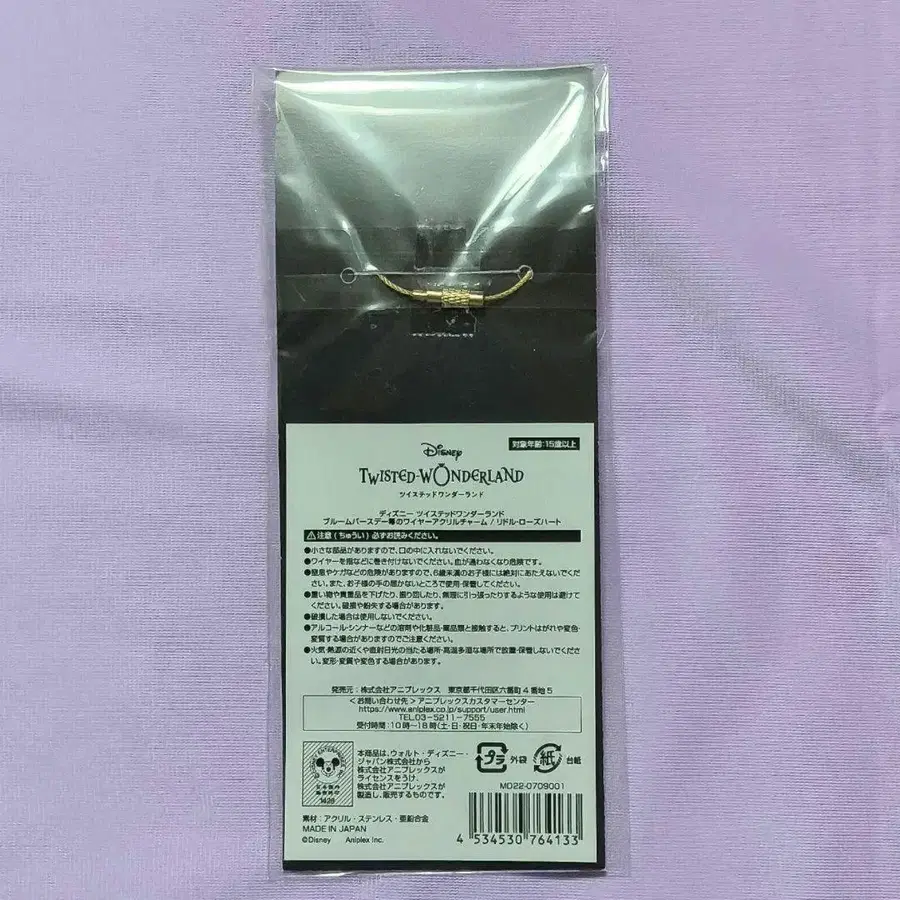 Disney
対象年齢:15歳以上
TWISTED-WONDERLAND
ツイステッドワンダーランド
ディズニー ツイステッドワンダーランド
ブルームバースデー苺のワイヤーアクリルチャーム / リドル・ローズハート
注意(ちゅうい)必ずお読みください。
●小さな部品がありますので、口の中に入れないでください。
●ワイヤーを指などに巻き付けないでください。血が通わなくなり危険です。
●窒息やケガなどの危険がありますので、6歳未満のお子様には絶対にあたえないでください。また、お子様の手の届かないところで使用・保管してください。
●重い物や貴重品を下げたり、振り回したり、無理に引っ張ったりするような使用は避けてください。破損や紛失する場合があります。
●破損した場合は使用しないでください。
●アルコール・シンナーなどの溶剤や化粧品・薬品類と接触すると、プリントはがれや変色・変質する場合がありますのでご注意ください。
●火気・熱源の近くや直射日光の当たる場所・高温多湿な場所で放置・保管しないでください。変形・変質や変色する場合があります。
発売元:株式会社アニプレックス 東京都千代田区六番町4番地5
<お問い合わせ先>アニプレックスカスタマーセンター
https://www.aniplex.co.jp/support/user.html
TEL.03-5211-7555
受付時間:10時~18時(土・日・祝日・年末年始除く)
本商品は、ウォルト・ディズニー・
ジャパン株式会社から
株式会社アニプレックスが
ライセンスをうけ、
株式会社アニプレックスが
製造し、販売するものです。
プラ 外袋 紙 台紙
MD22-0709001
1428
素材:アクリル・ステンレス・亜鉛合金
MADE IN JAPAN
©Disney Aniplex Inc.
4 534530 764133